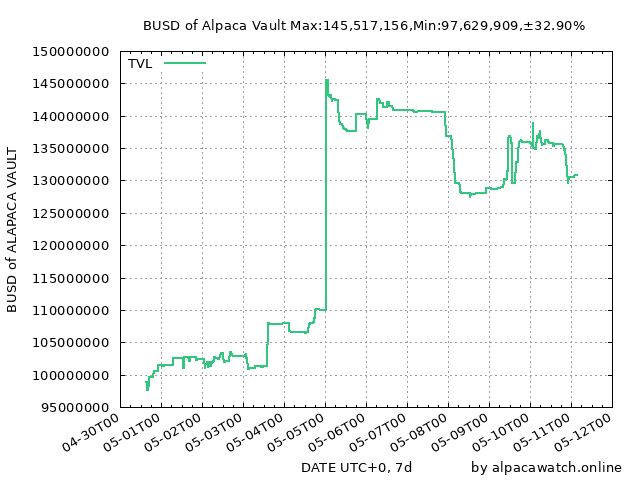 BUSD of Alpaca Vault Max:145,517,156,Min:97,629,909,±32.90%
TVL
150000000
145000000
140000000
135000000
130000000
125000000
120000000
115000000
110000000
105000000
100000000
95000000
BUSD of ALAPACA VAULT
04-30T00
05-01T00
05-02T00
05-03T00
05-04T00
05-05T00
05-06T00
05-07T00
05-08T00
05-09T00
05-10T00
05-11T00
05-12T00
DATE UTC+0, 7d
by alpacawatch.online